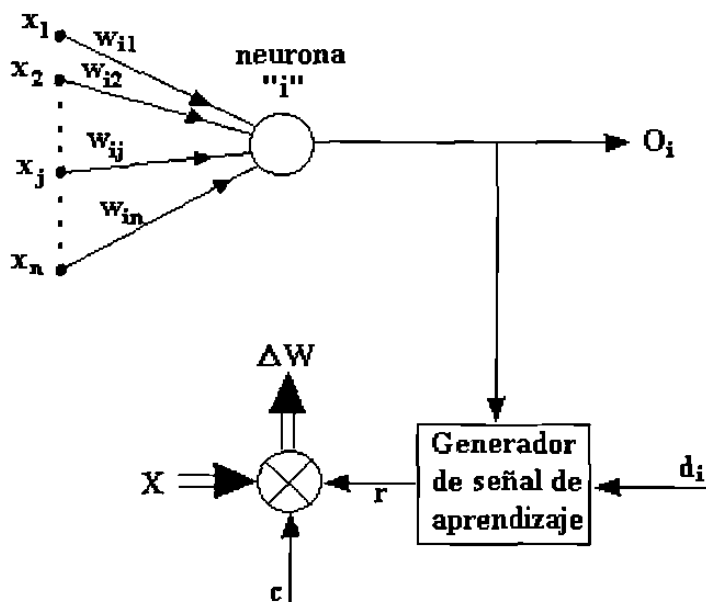 x1
wi1
x2
wi2
neurona
"i"
wij
xj
Oi
win
xn
ΔW
Generador
de señal de
aprendizaje
X
r
di
c